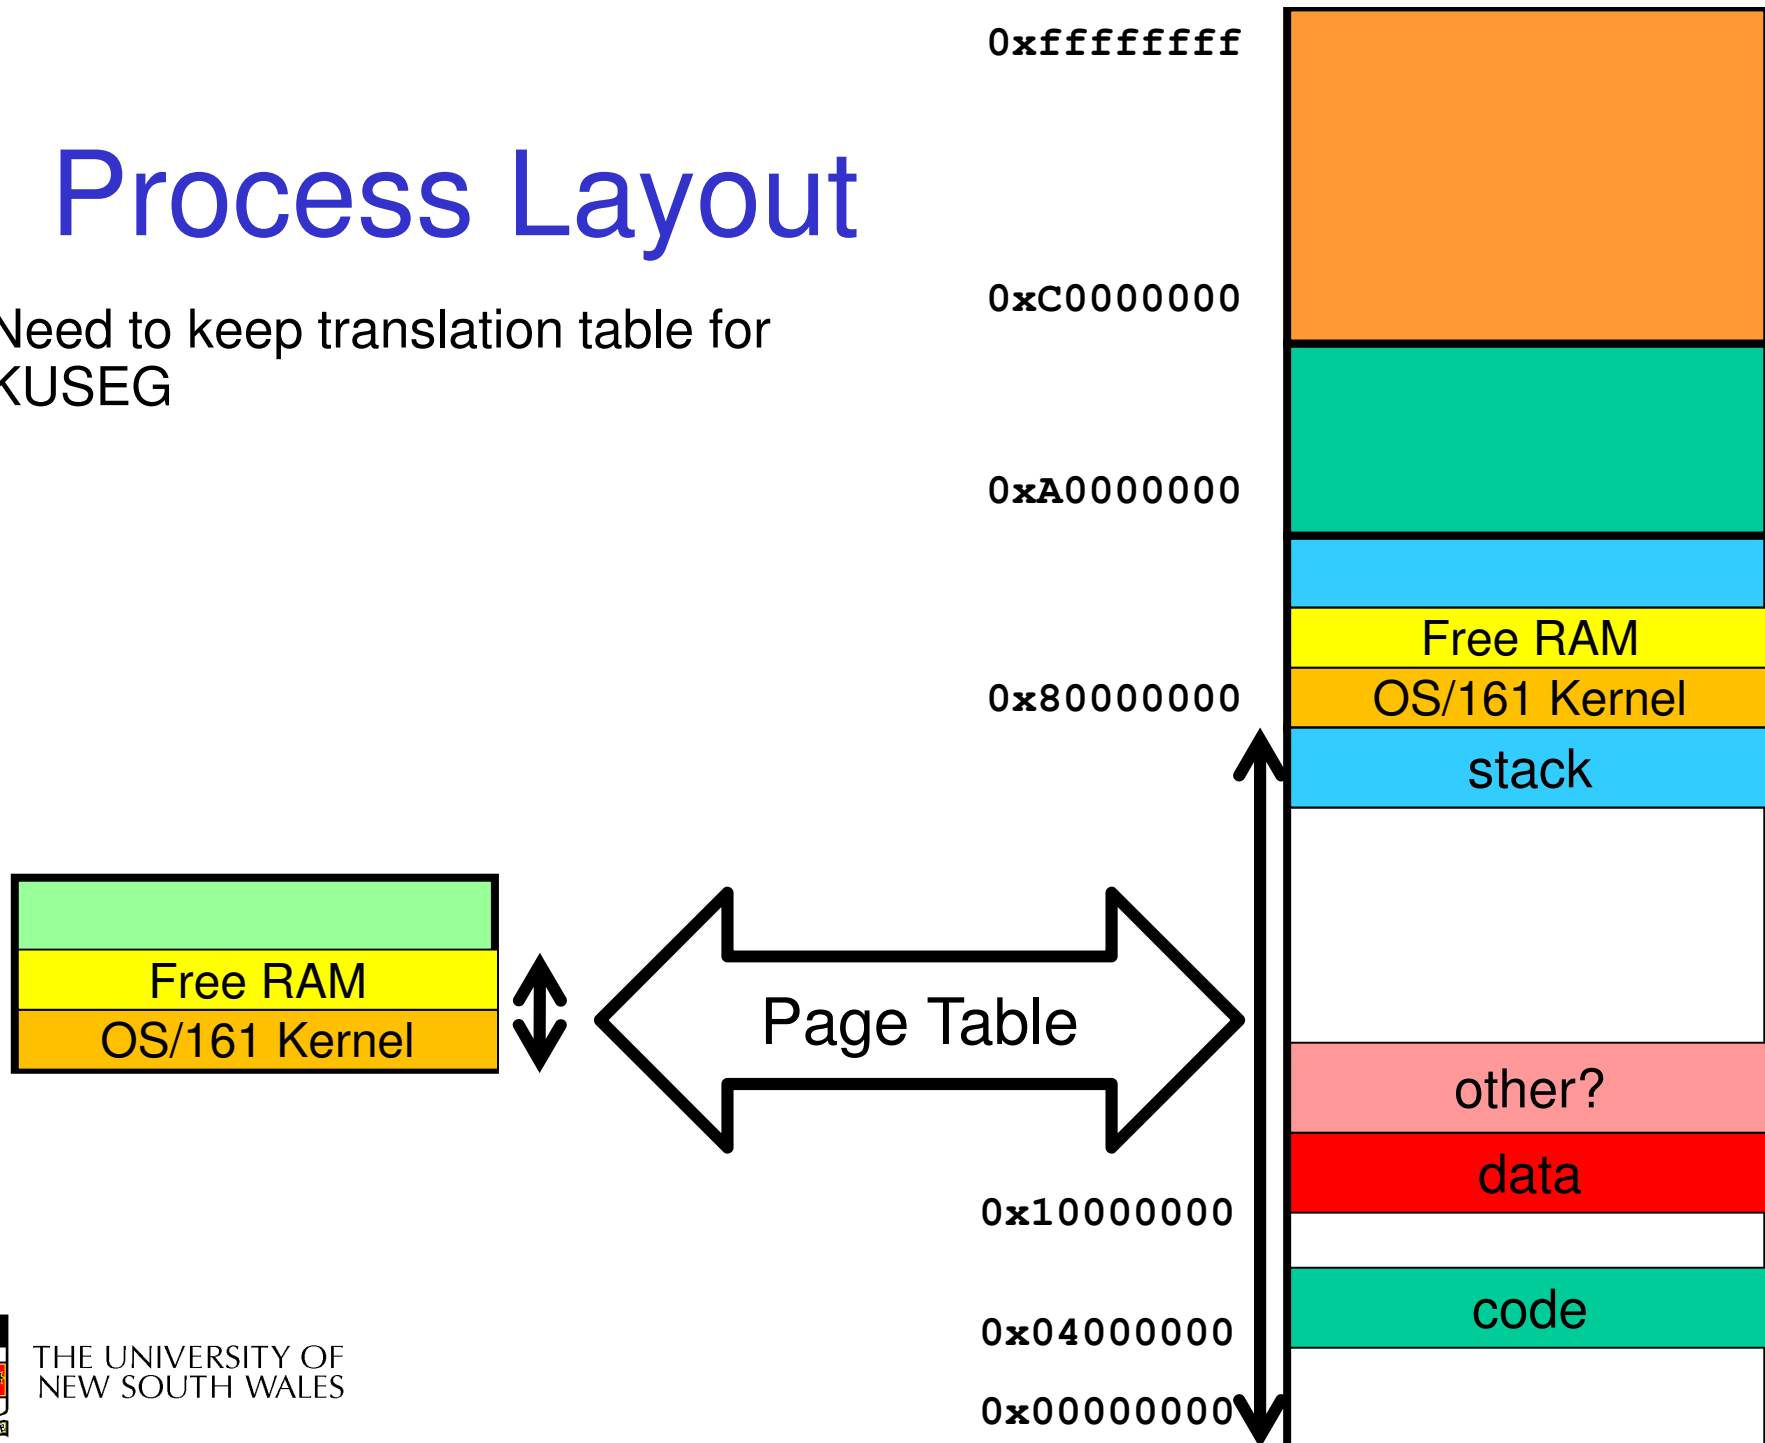 Process Layout
Need to keep translation table for
KUSEG
0xffffffff
0xC0000000
0xA0000000
Free RAM
OS/161 Kernel
0x80000000
stack
Free RAM
OS/161 Kernel
Page Table
other?
data
0x10000000
code
0x04000000
0x00000000
THE UNIVERSITY OF
NEW SOUTH WALES